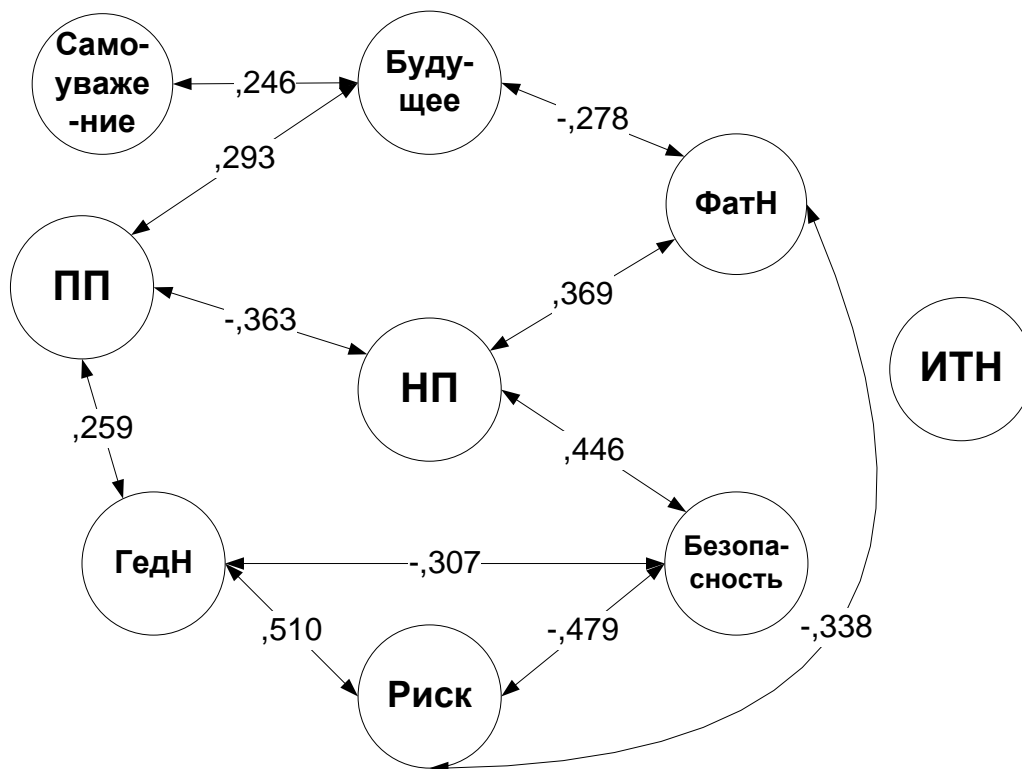 Само-
уваже
-ние
,246
Буду-
щее
-,278
,293
ФатН
ПП
,369
-,363
ИТН
НП
,259
,446
ГедН
-,307
Безопа-
сность
,510
-,479
-,338
Риск